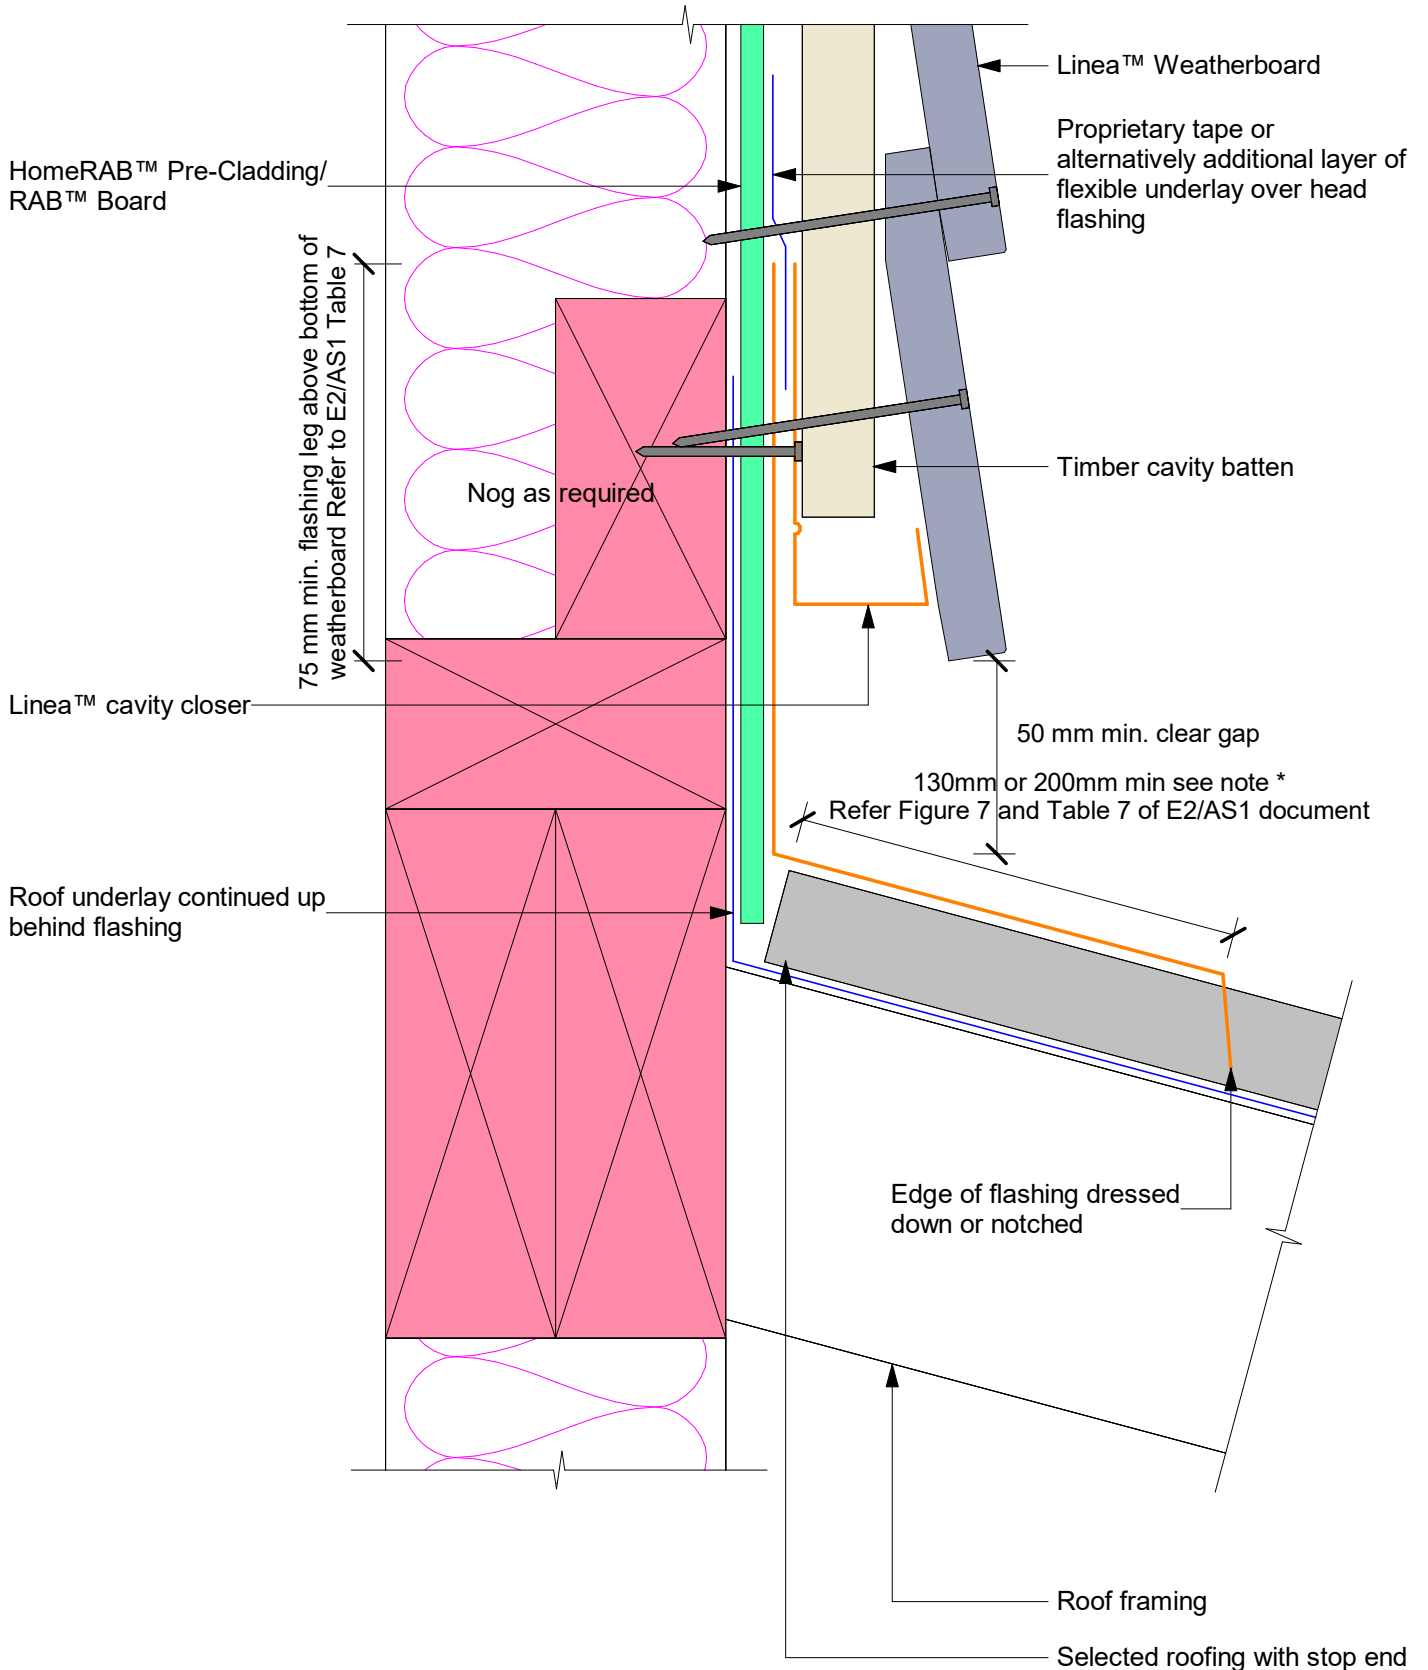 Linea™ Weatherboard
Proprietary tape or
alternatively additional layer of
flexible underlay over head
flashing
HomeRAB™ Pre-Cladding/
RAB™ Board
75 mm min. flashing leg above bottom of
weatherboard Refer to E2/AS1 Table 7
Timber cavity batten
Nog as required
Linea™ cavity closer
50 mm min. clear gap
130mm or 200mm min see note *
Refer Figure 7 and Table 7 of E2/AS1 document
Roof underlay continued up
behind flashing
Edge of flashing dressed
down or notched
Roof framing
Selected roofing with stop end